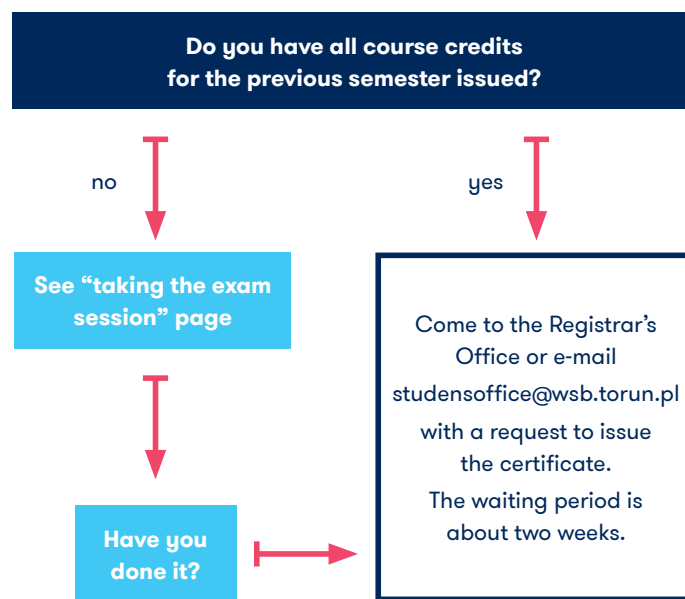 Do you have all course credits
for the previous semester issued?
no
yes
See “taking the exam
session” page
Come to the Registrar’s
Office or e-mail
studensoffice@wsb.torun.pl
with a request to issue
the certificate.
The waiting period is
about two weeks.
Have you
done it?